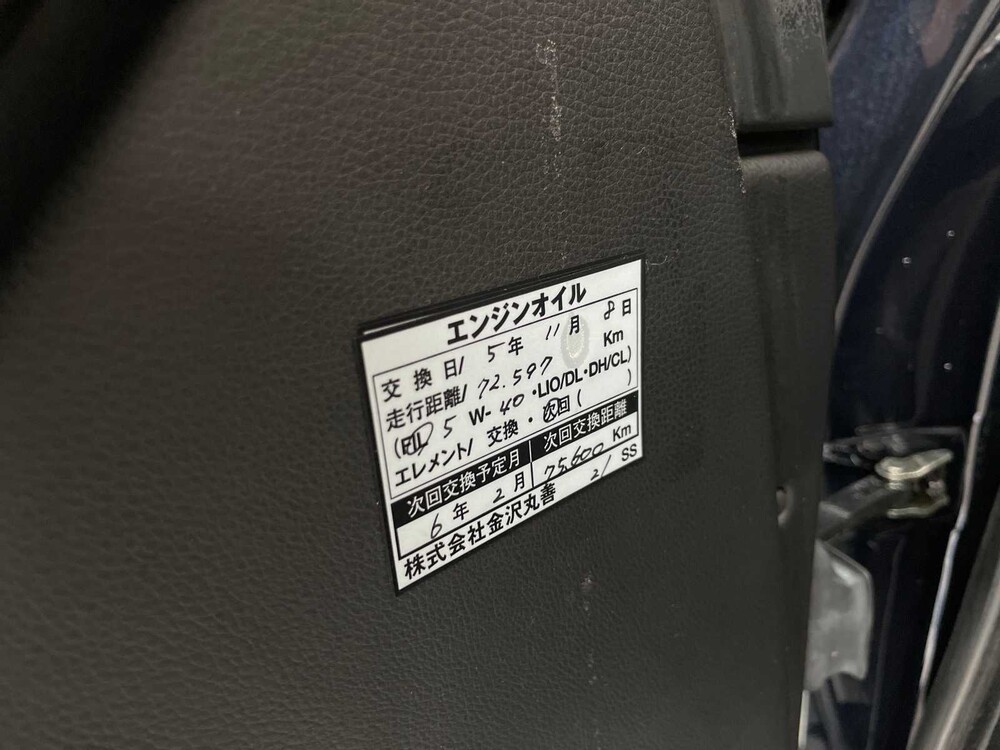 エンジンオイル
交換日/ 5年 11月 8日
走行距離/ 72.597 Km
5 W-40・LIO/DL・DH/CL)
エレメント/ 交換・次回( )
次回交換予定月 次回交換距離
6年 2月 75.600 Km
株式会社金沢丸善 21 SS